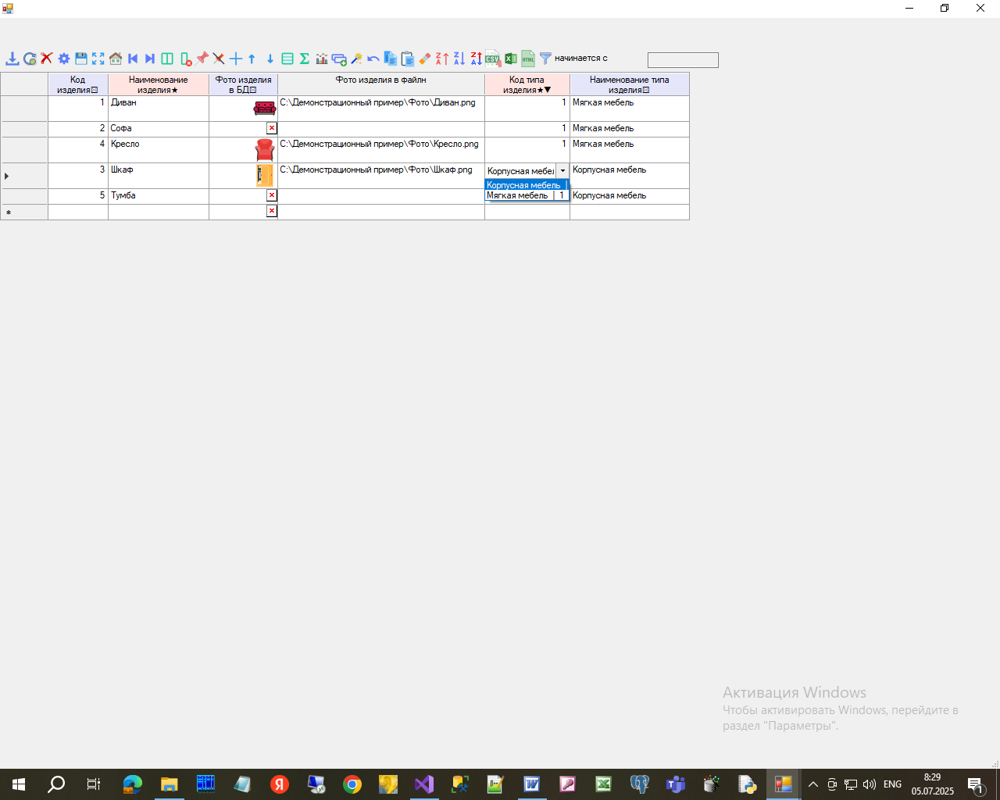 начинается с
Код изделия⚄ Наименование изделия★ Фото изделия в БД⚄ Фото изделия в файлн Код типа изделия★▼ Наименование типа изделия⚄
1 Диван C:\Демонстрационный пример\Фото\Диван.png 1 Мягкая мебель
2 Софа 1 Мягкая мебель
4 Кресло C:\Демонстрационный пример\Фото\Кресло.png 1 Мягкая мебель
3 Шкаф C:\Демонстрационный пример\Фото\Шкаф.png Корпусная мебел Корпусная мебель
Корпусная мебель
5 Тумба Мягкая мебель | 1 Корпусная мебель
Активация Windows
Чтобы активировать Windows, перейдите в
раздел "Параметры".
ENG
8:29
05.07.2025
1